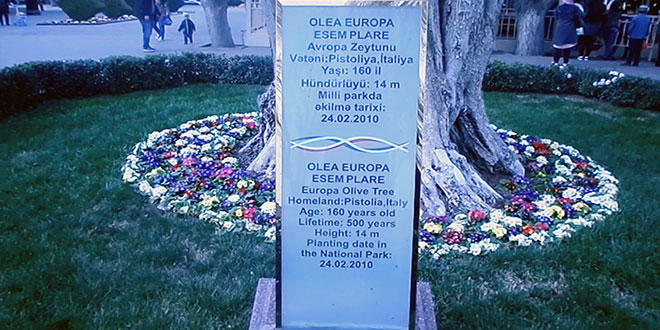 OLEA EUROPA
ESEM PLARE
Avropa Zeytunu
Vətəni:Pistoliya,İtaliya
Yaşı: 160 il
Hündürlüyü: 14 m
Milli parkda
əkilmə tarixi:
24.02.2010
OLEA EUROPA
ESEM PLARE
Europa Olive Tree
Homeland:Pistolia,Italy
Age: 160 years old
Lifetime: 500 years
Height: 14 m
Planting date in
the National Park:
24.02.2010